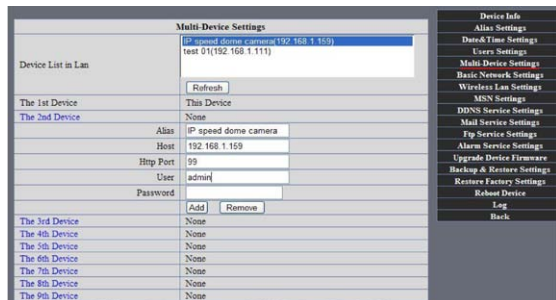 Multi-Device Settings
Device List in Lan
IP speed dome camera(192.168.1.159)
test 01(192.168.1.111)
Refresh
The 1st Device This Device
The 2nd Device None
Alias IP speed dome camera
Host 192.168.1.159
Http Port 99
User admin
Password
Add Remove
The 3rd Device None
The 4th Device None
The 5th Device None
The 6th Device None
The 7th Device None
The 8th Device None
The 9th Device None
Device Info
Alias Settings
Date&Time Settings
Users Settings
Multi-Device Settings
Basic Network Settings
Wireless Lan Settings
MSN Settings
DDNS Service Settings
Mail Service Settings
Ftp Service Settings
Alarm Service Settings
Upgrade Device Firmware
Backup & Restore Settings
Restore Factory Settings
Reboot Device
Log
Back